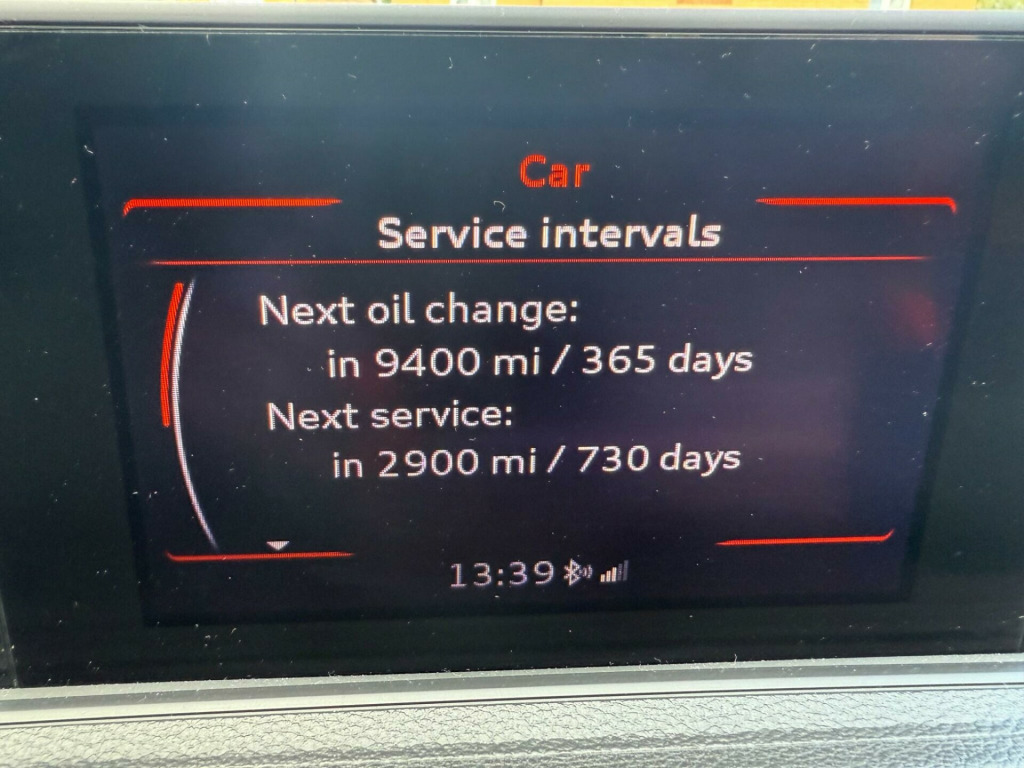 Car
Service intervals
Next oil change:
in 9400 mi / 365 days
Next service:
in 2900 mi / 730 days
13:39